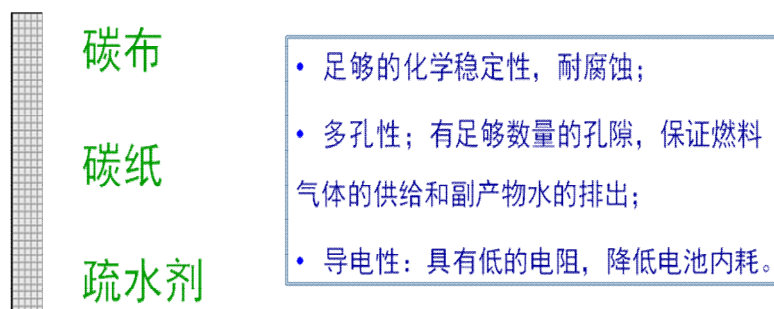 碳布
碳纸
疏水剂
• 足够的化学稳定性，耐腐蚀；
• 多孔性；有足够数量的孔隙，保证燃料
气体的供给和副产物水的排出；
• 导电性：具有低的电阻，降低电池内耗。